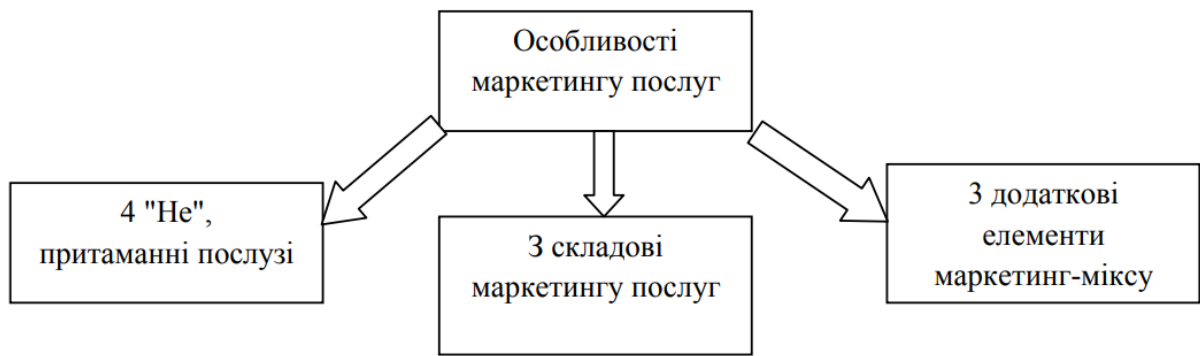 Особливості
маркетингу послуг
4 "Не",
притаманні послузі
3 складові
маркетингу послуг
3 додаткові
елементи
маркетинг-міксу